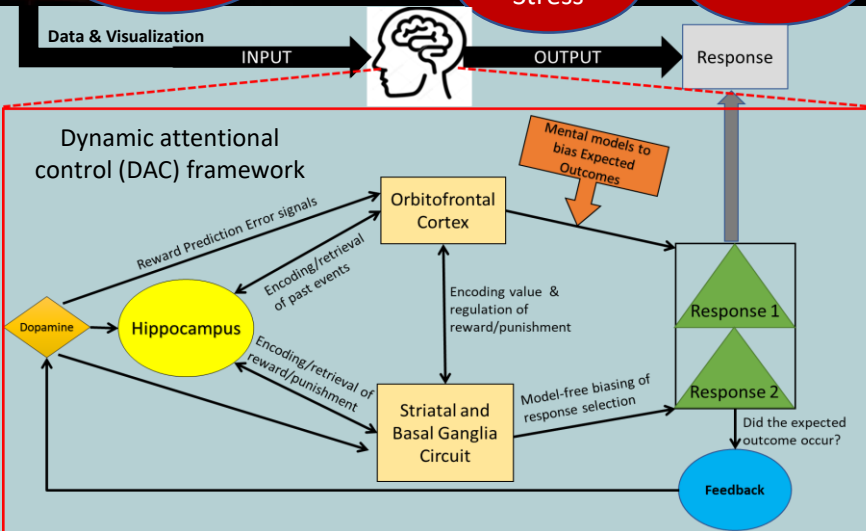 Stress
Data & Visualization
INPUT
OUTPUT
Response
Dynamic attentional
control (DAC) framework
Mental models to
bias Expected
Outcomes
Orbitofrontal
Cortex
Reward Prediction Error signals
Encoding/retrieval
of past events
Dopamine
Hippocampus
Encoding value &
regulation of
reward/punishment
Response 1
Encoding/retrieval of
reward/punishment
Striatal and
Basal Ganglia
Circuit
Model-free biasing of
response selection
Response 2
Did the expected
outcome occur?
Feedback